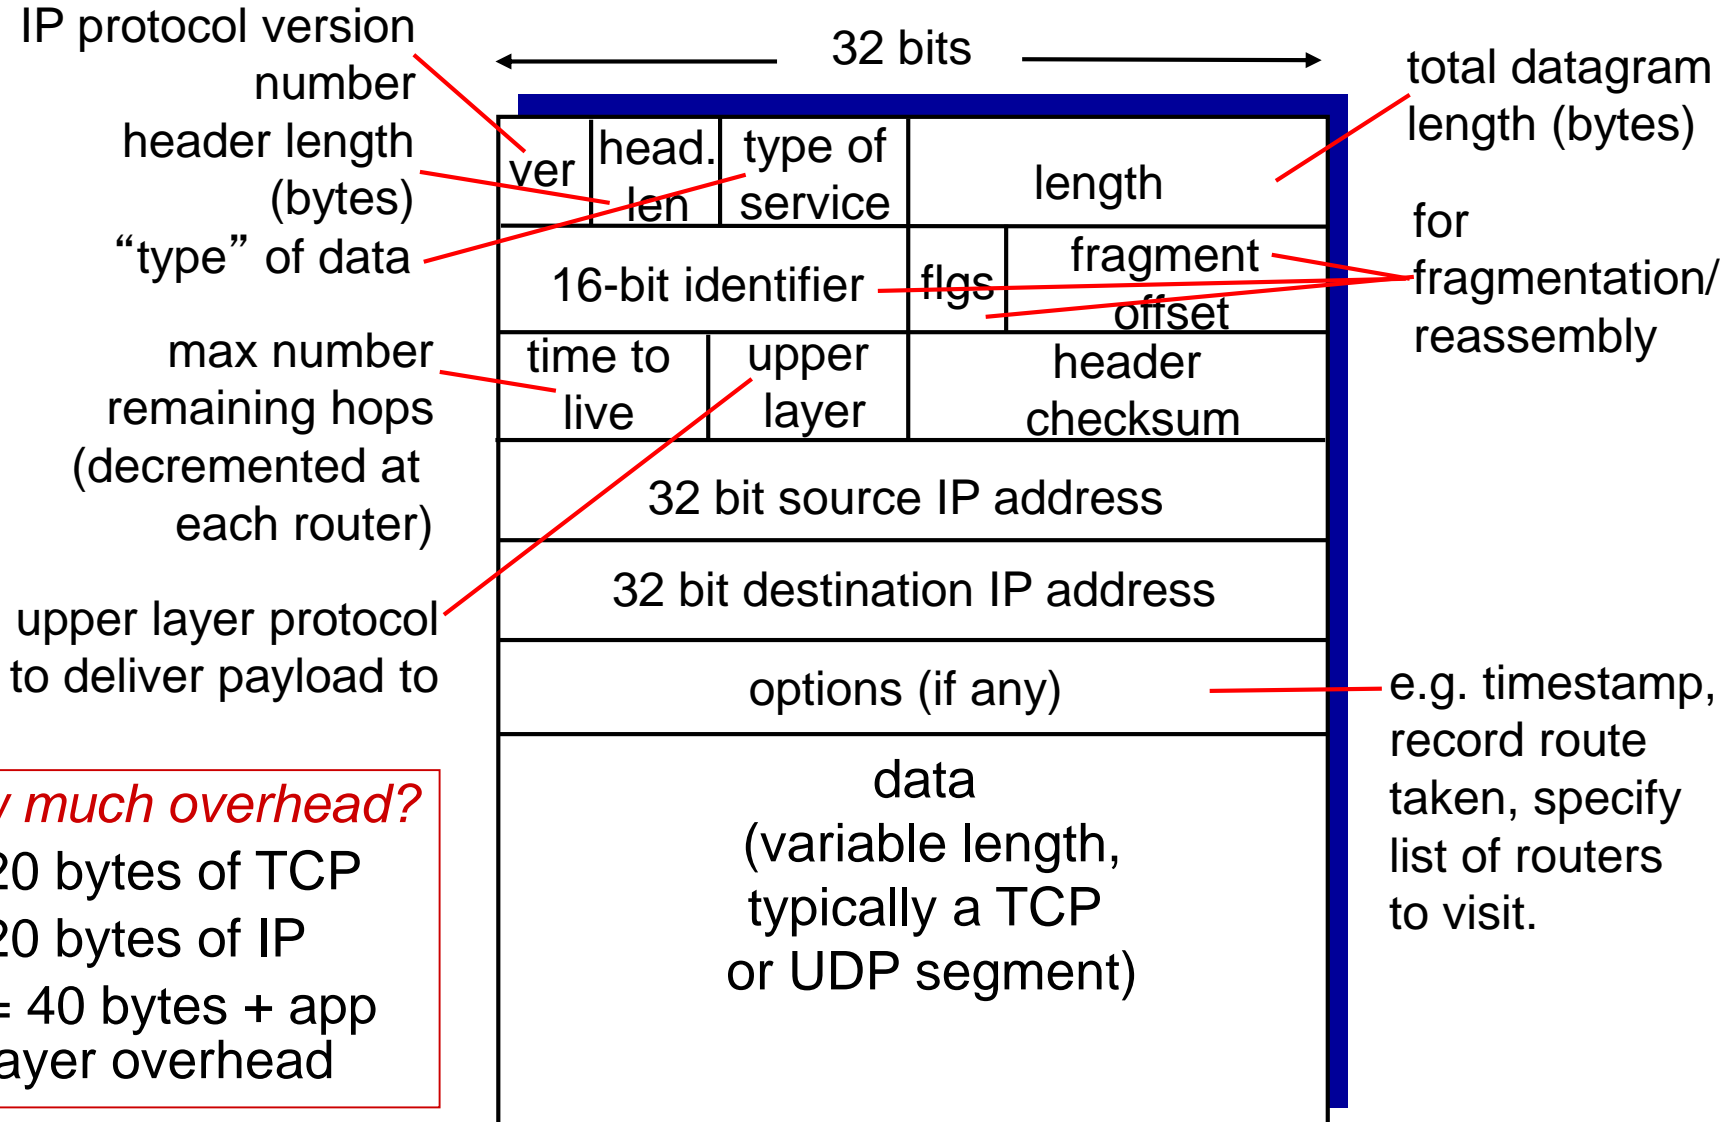 IP protocol version
number
header length
(bytes)
“type” of data
max number
remaining hops
(decremented at
each router)
upper layer protocol
to deliver payload to
much overhead?
20 bytes of TCP
20 bytes of IP
= 40 bytes + app
overhead
32 bits
ver
head.
len
type of
service
length
16-bit identifier
flgs
fragment
offset
time to
live
upper
layer
header
checksum
32 bit source IP address
32 bit destination IP address
options (if any)
data
(variable length,
typically a TCP
or UDP segment)
total datagram
length (bytes)
for
fragmentation/
reassembly
e.g. timestamp,
record route
taken, specify
list of routers
to visit.